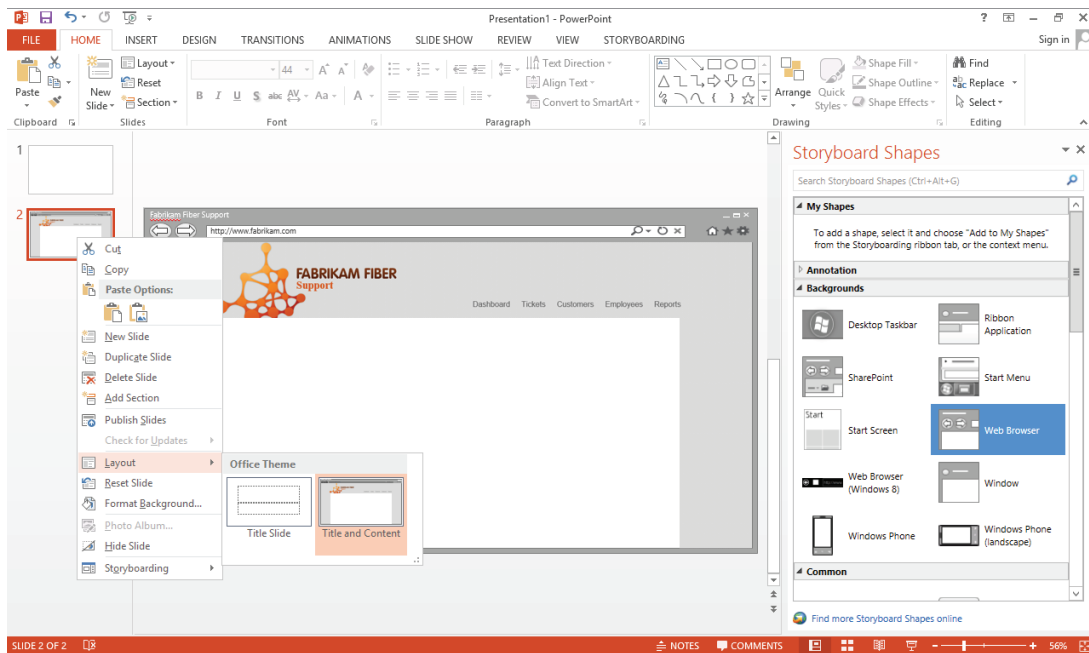 Presentation1 - PowerPoint
?
FILE HOME INSERT DESIGN TRANSITIONS ANIMATIONS SLIDE SHOW REVIEW VIEW STORYBOARDING Sign in
Paste
New
Slide
Layout
Reset
Section
44
B I U S abc AV Aa A
Text Direction
Align Text
Convert to SmartArt
Arrange
Quick
Styles
Shape Fill
Shape Outline
Shape Effects
Find
Replace
Select
Clipboard Slides Font Paragraph Drawing Editing
1
2
Fabrikam Fiber Support
http://www.fabrikam.com
FABRIKAM FIBER
Support
Dashboard Tickets Customers Employees Reports
Cut
Copy
Paste Options:
New Slide
Duplicate Slide
Delete Slide
Add Section
Publish Slides
Check for Updates
Layout
Reset Slide
Format Background...
Photo Album...
Hide Slide
Storyboarding
Office Theme
Title Slide Title and Content
Storyboard Shapes
Search Storyboard Shapes (Ctrl+Alt+G)
My Shapes
To add a shape, select it and choose "Add to My Shapes"
from the Storyboarding ribbon tab, or the context menu.
Annotation
Backgrounds
Desktop Taskbar
Ribbon
Application
SharePoint
Start Menu
Start
Start Screen
Web Browser
Web Browser
(Windows 8)
Window
Windows Phone
Windows Phone
(landscape)
Common
Find more Storyboard Shapes online
SLIDE 2 OF 2 NOTES COMMENTS 56%